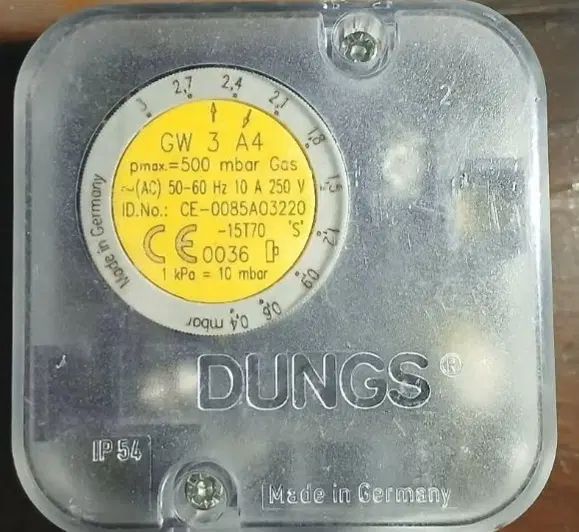 2
3 2,7 2,4 2,1 1,8 1,5 1,2 0,9 0,6 0,4 mbar
Made in Germany
GW 3 A4
pmax.=500 mbar Gas
~(AC) 50-60 Hz 10 A 250 V
ID.No.: CE-0085AO3220
-15T70 'S'
CE 0036
1 kPa = 10 mbar
DUNGS®
IP 54
Made in Germany